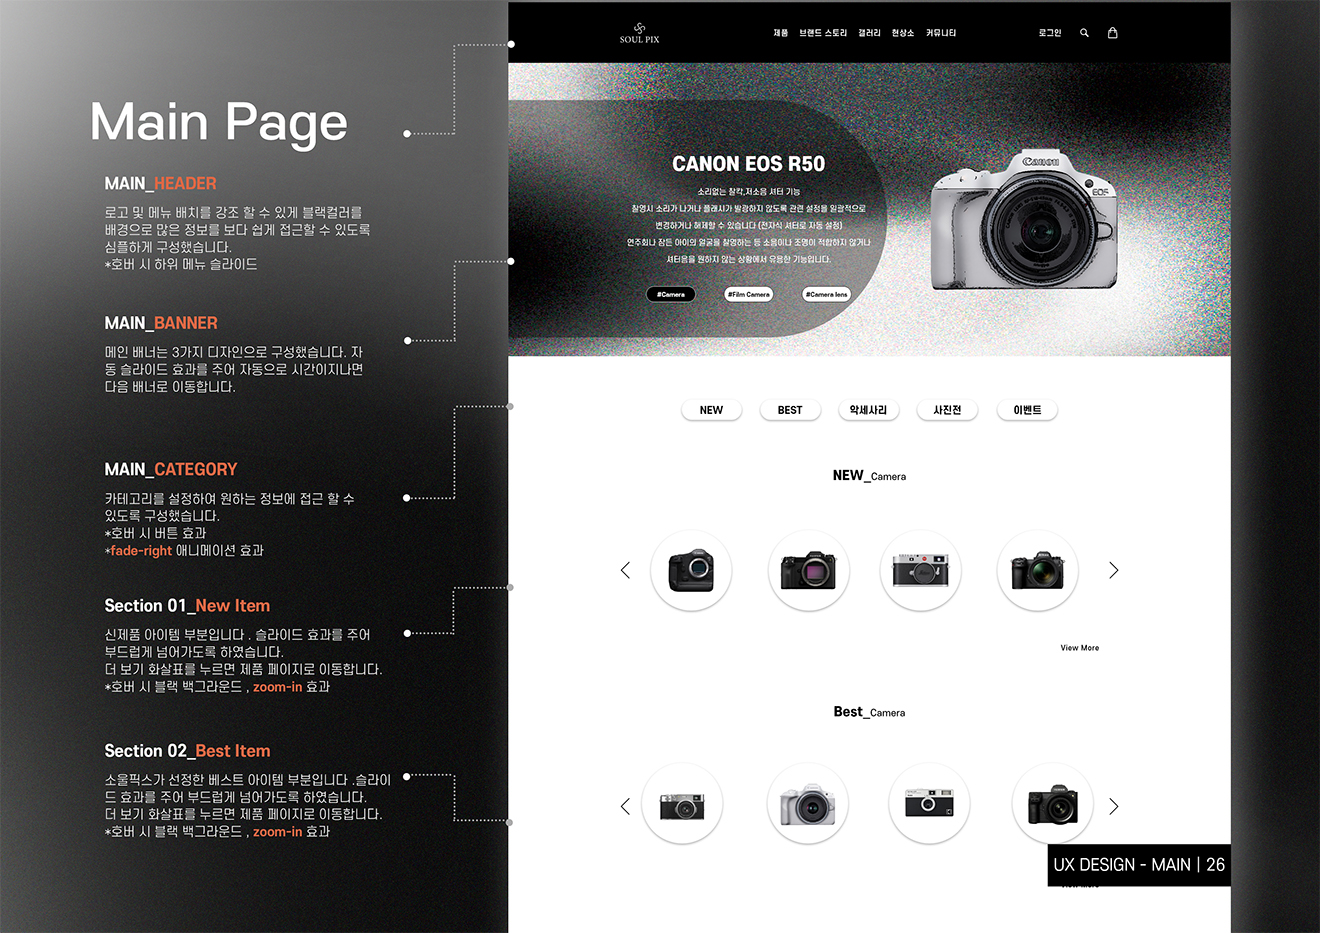 Main Page
MAIN_HEADER
로고 및 메뉴 배치를 강조 할 수 있게 블랙컬러를
배경으로 많은 정보를 보다 쉽게 접근할 수 있도록
심플하게 구성했습니다.
*호버 시 하위 메뉴 슬라이드
MAIN_BANNER
메인 배너는 3가지 디자인으로 구성했습니다. 자
동 슬라이드 효과를 주어 자동으로 시간이지나면
다음 배너로 이동합니다.
MAIN_CATEGORY
카테고리를 설정하여 원하는 정보에 접근 할 수
있도록 구성했습니다.
*호버 시 버튼 효과
*fade-right 애니메이션 효과
Section 01_New Item
신제품 아이템 부분입니다 . 슬라이드 효과를 주어
부드럽게 넘어가도록 하였습니다.
더 보기 화살표를 누르면 제품 페이지로 이동합니다.
*호버 시 블랙 백그라운드 , zoom-in 효과
Section 02_Best Item
소울픽스가 선정한 베스트 아이템 부분입니다 .슬라이
드 효과를 주어 부드럽게 넘어가도록 하였습니다.
더 보기 화살표를 누르면 제품 페이지로 이동합니다.
*호버 시 블랙 백그라운드 , zoom-in 효과
SOUL PIX
제품 브랜드 스토리 갤러리 현상소 커뮤니티 로그인
CANON EOS R50
소리없는 찰칵,저소음 셔터 기능
촬영시 소리가 나거나 플래시가 발광하지 않도록 관련 설정을 일괄적으로
변경하거나 해제할 수 있습니다 (전자식 셔터로 자동 설정)
연주회나 잠든 아이의 얼굴을 촬영하는 등 소음이나 조명이 적합하지 않거나
셔터음을 원하지 않는 상황에서 유용한 기능입니다.
#Camera #Film Camera #Camera lens
Canon
NEW BEST 악세사리 사진전 이벤트
NEW_Camera
View More
Best_Camera
UX DESIGN - MAIN | 26